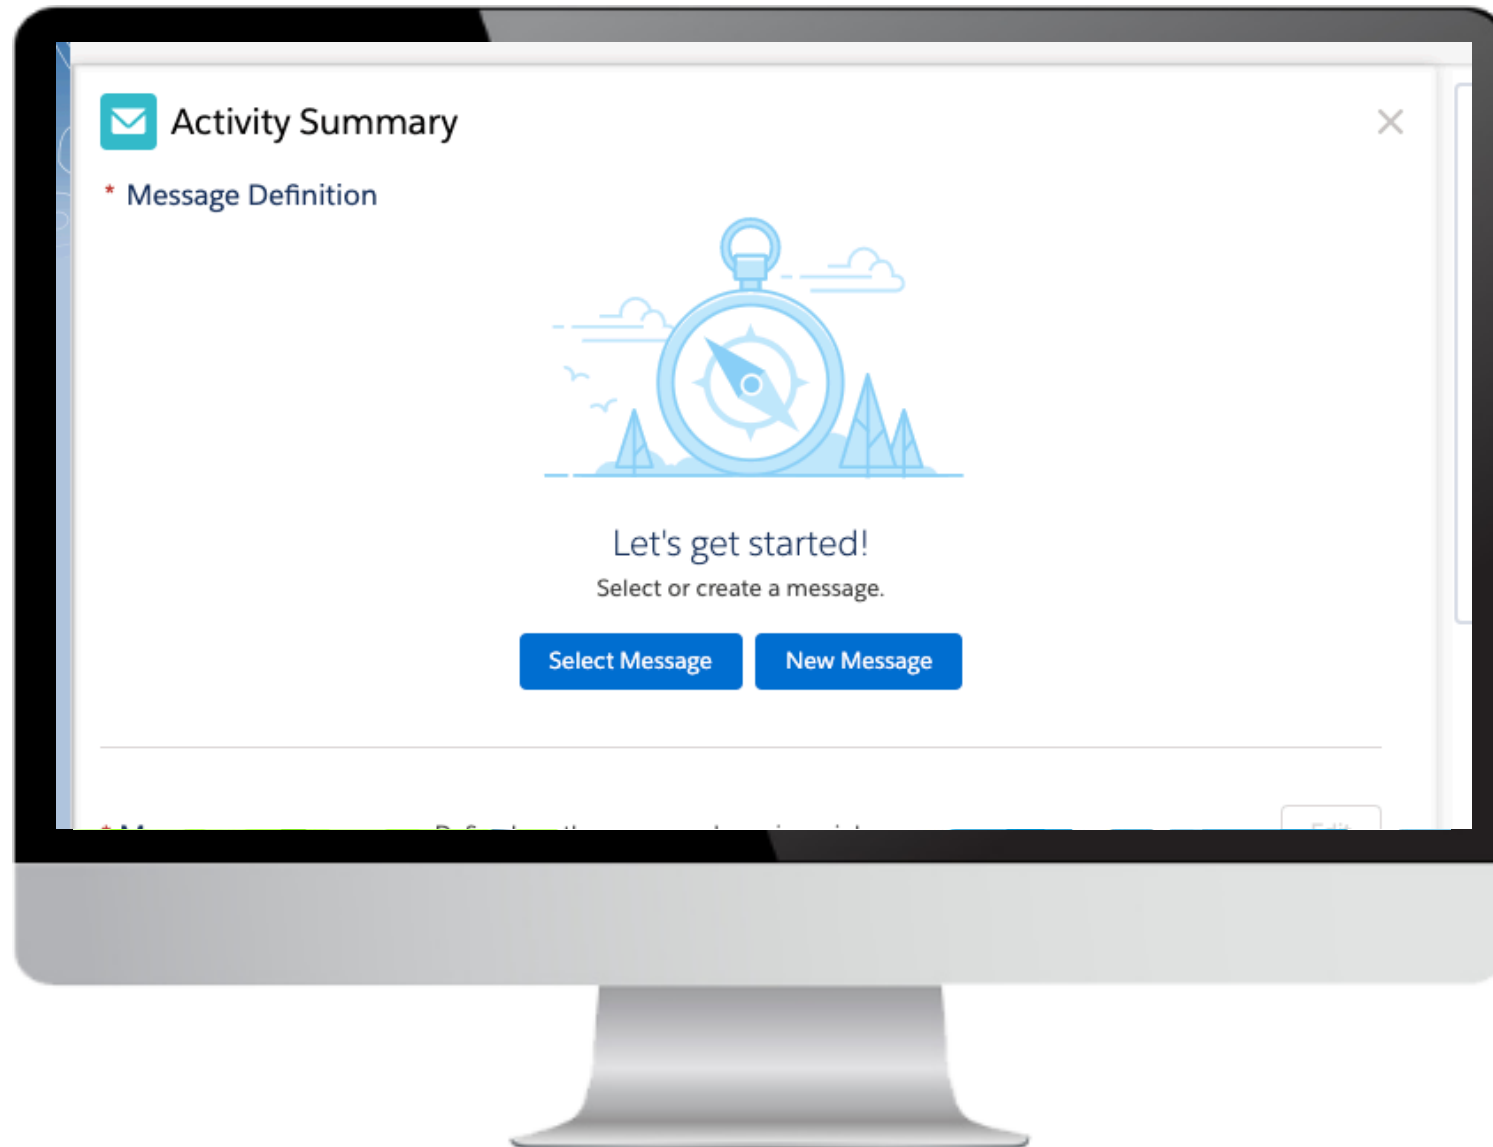 Activity Summary
* Message Definition
Let's get started!
Select or create a message.
Select Message
New Message